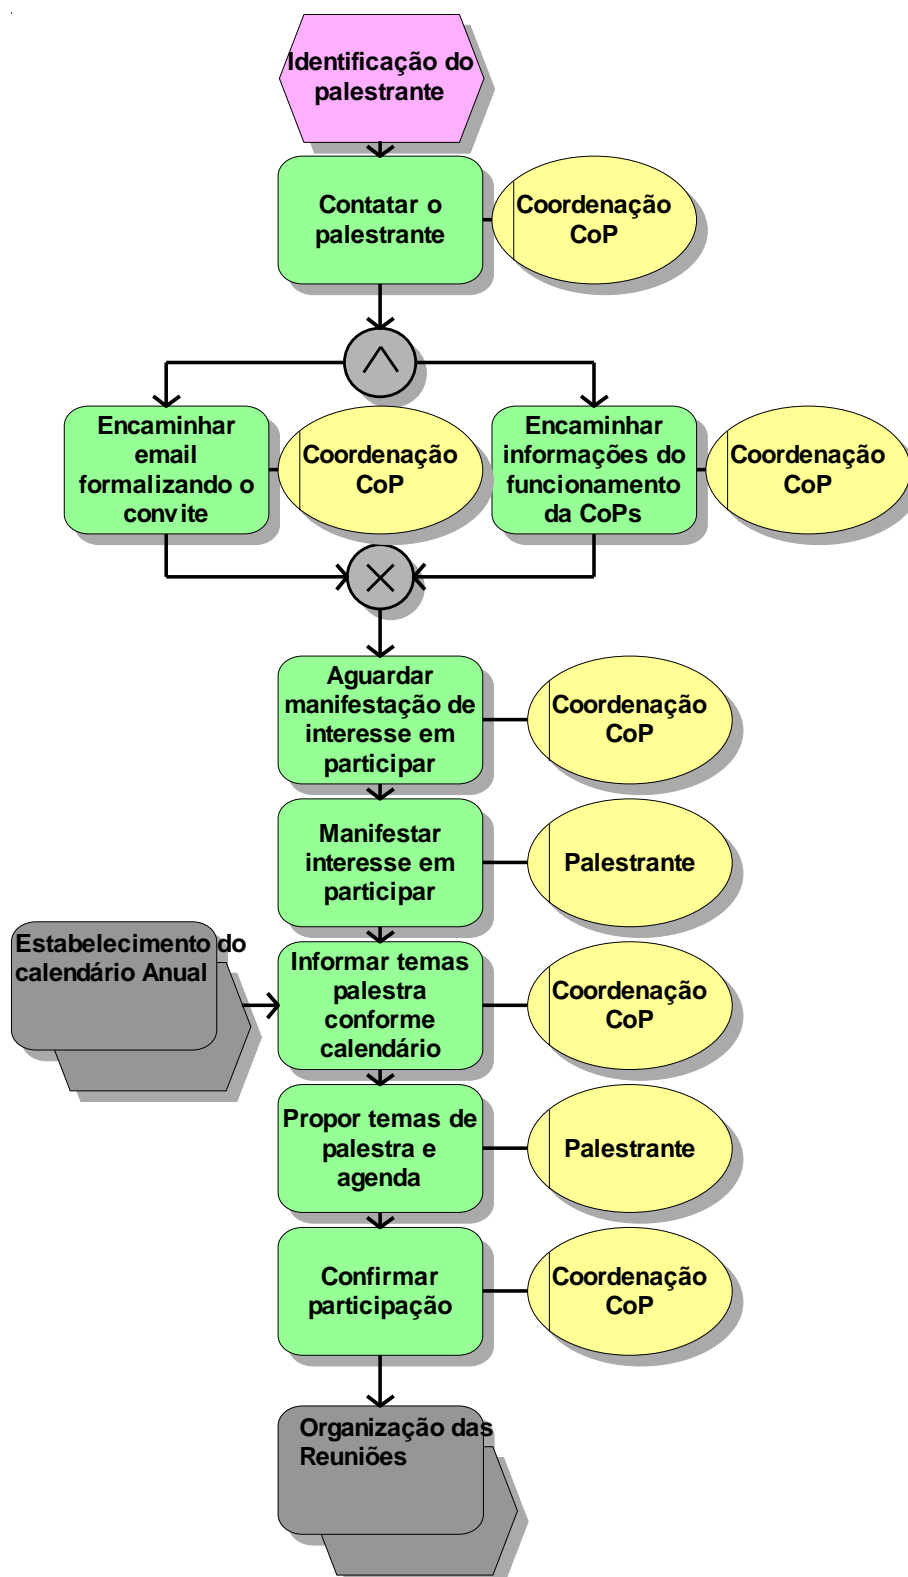 Identificação do
palestrante
Contatar o
palestrante
Coordenação
CoP
Encaminhar
email
formalizando o
convite
Coordenação
CoP
Encaminhar
informações do
funcionamento
da CoPs
Coordenação
CoP
Aguardar
manifestação de
interesse em
participar
Coordenação
CoP
Manifestar
interesse em
participar
Palestrante
Estabelecimento do
calendário Anual
Informar temas
palestra
conforme
calendário
Coordenação
CoP
Propor temas de
palestra e
agenda
Palestrante
Confirmar
participação
Coordenação
CoP
Organização das
Reuniões